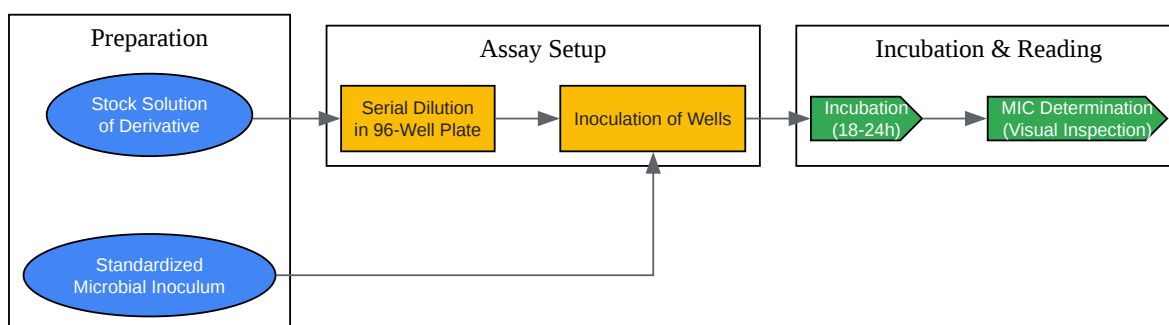 Preparation
Stock Solution
of Derivative
Standardized
Microbial Inoculum
Assay Setup
Serial Dilution
in 96-Well Plate
Inoculation of Wells
Incubation & Reading
Incubation
(18-24h)
MIC Determination
(Visual Inspection)